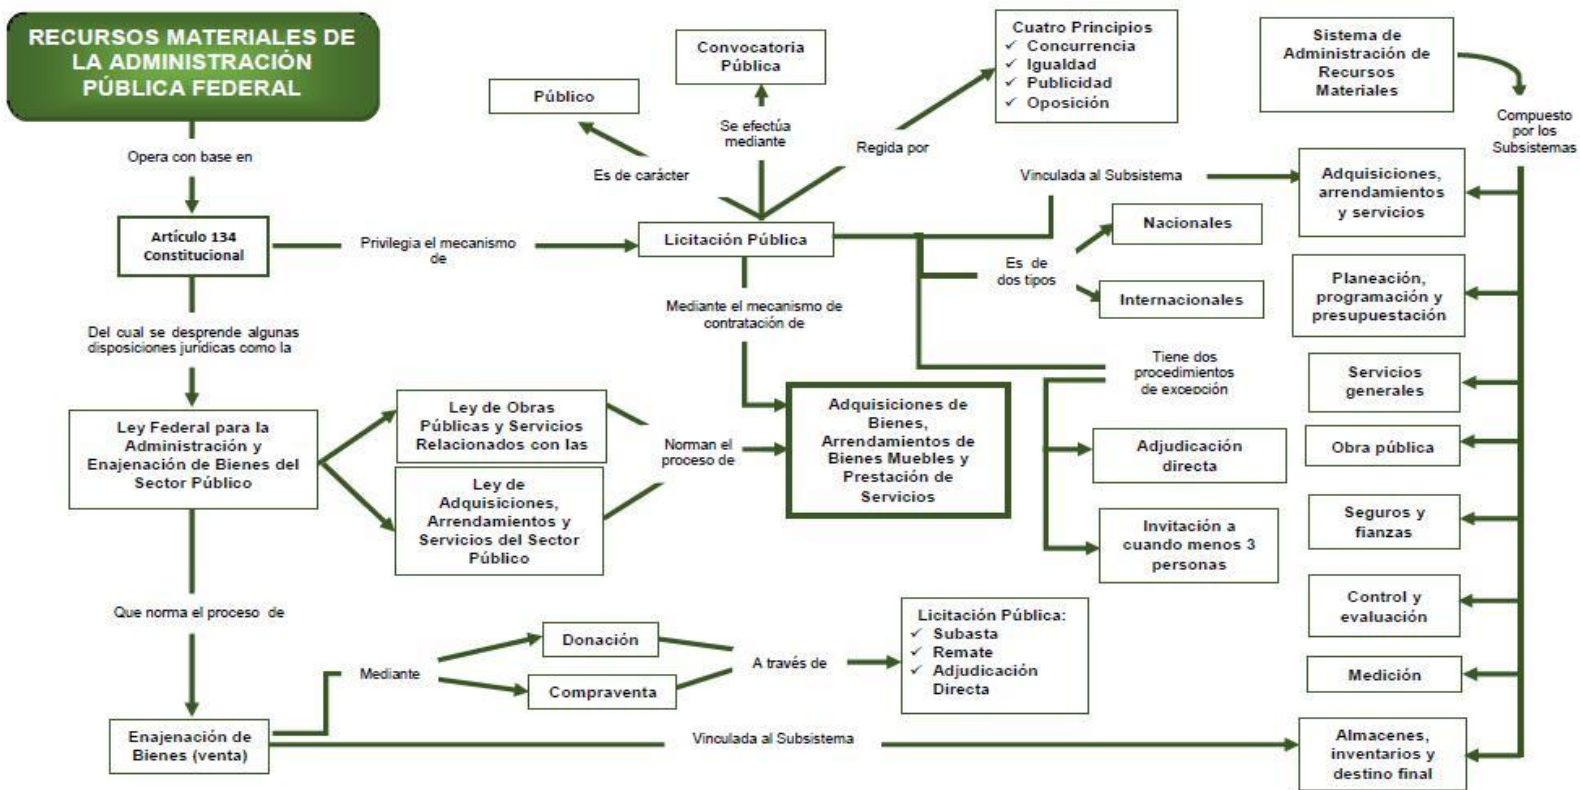 RECURSOS MATERIALES DE
LA ADMINISTRACIÓN
PÚBLICA FEDERAL
Opera con base en
Artículo 134
Constitucional
Privilegia el mecanismo
de
Licitación Pública
Es de carácter
Público
Se efectúa
mediante
Convocatoria
Pública
Regida por
Cuatro Principios
✓ Concurrencia
✓ Igualdad
✓ Publicidad
✓ Oposición
Vinculada al Subsistema
Es de
dos tipos
Nacionales
Internacionales
Tiene dos
procedimientos
de excepción
Adjudicación
directa
Invitación a
cuando menos 3
personas
Mediante el mecanismo de
contratación de
Adquisiciones de
Bienes,
Arrendamientos de
Bienes Muebles y
Prestación de
Servicios
Del cual se desprende algunas
disposiciones jurídicas como la
Ley Federal para la
Administración y
Enajenación de Bienes del
Sector Público
Ley de Obras
Públicas y Servicios
Relacionados con las
Ley de
Adquisiciones,
Arrendamientos y
Servicios del Sector
Público
Norman el
proceso de
Que norma el proceso de
Enajenación de
Bienes (venta)
Mediante
Donación
Compraventa
A través de
Licitación Pública:
✓ Subasta
✓ Remate
✓ Adjudicación
Directa
Vinculada al Subsistema
Sistema de
Administración de
Recursos
Materiales
Compuesto
por los
Subsistemas
Adquisiciones,
arrendamientos
y servicios
Planeación,
programación y
presupuestación
Servicios
generales
Obra pública
Seguros y
fianzas
Control y
evaluación
Medición
Almacenes,
inventarios y
destino final